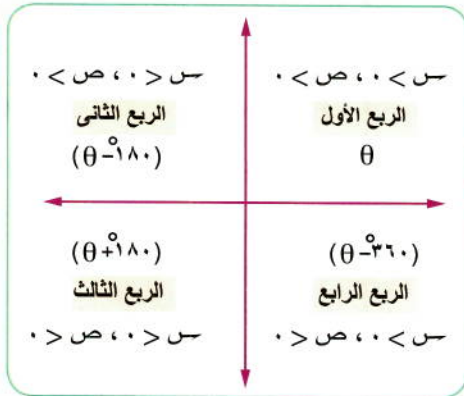 س > ٠ ، ص > ٠
الربع الأول
θ
س < ٠ ، ص > ٠
الربع الثانى
(١٨٠° − θ)
(١٨٠° + θ)
الربع الثالث
س < ٠ ، ص < ٠
(٣٦٠° − θ)
الربع الرابع
س > ٠ ، ص < ٠